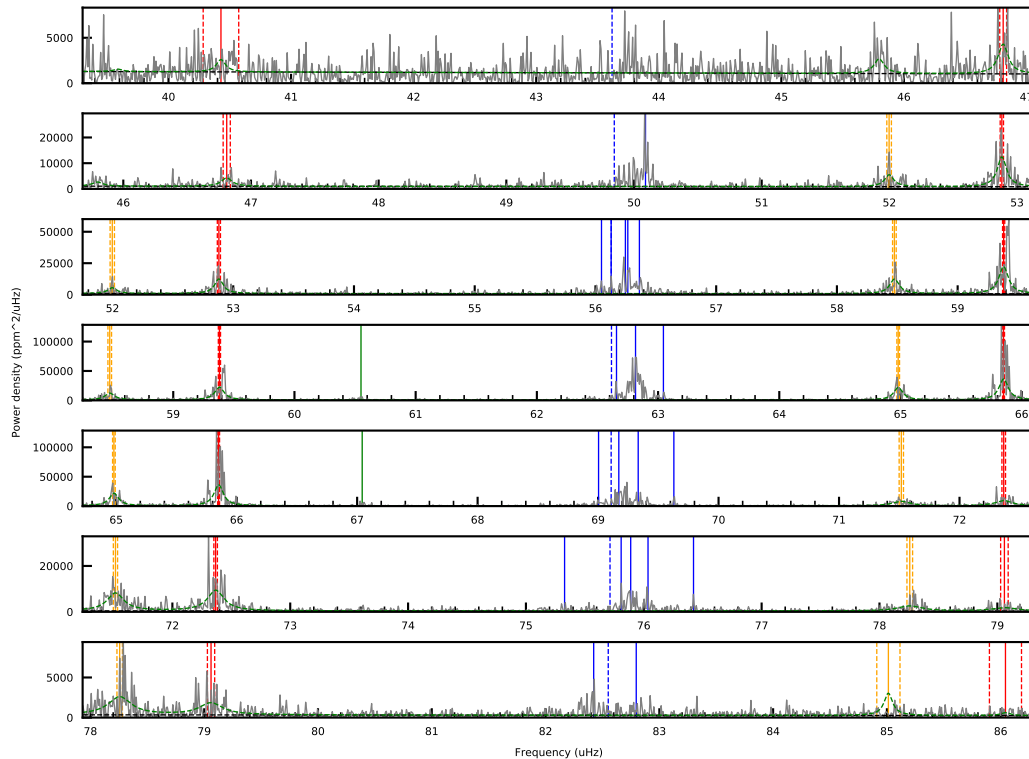 5000
0
40 41 42 43 44 45 46 47
20000
10000
0
46 47 48 49 50 51 52 53
50000
25000
0
52 53 54 55 56 57 58 59
100000
50000
0
59 60 61 62 63 64 65 66
100000
50000
0
65 66 67 68 69 70 71 72
20000
0
72 73 74 75 76 77 78 79
5000
0
78 79 80 81 82 83 84 85 86
Power density (ppm^2/uHz)
Frequency (uHz)